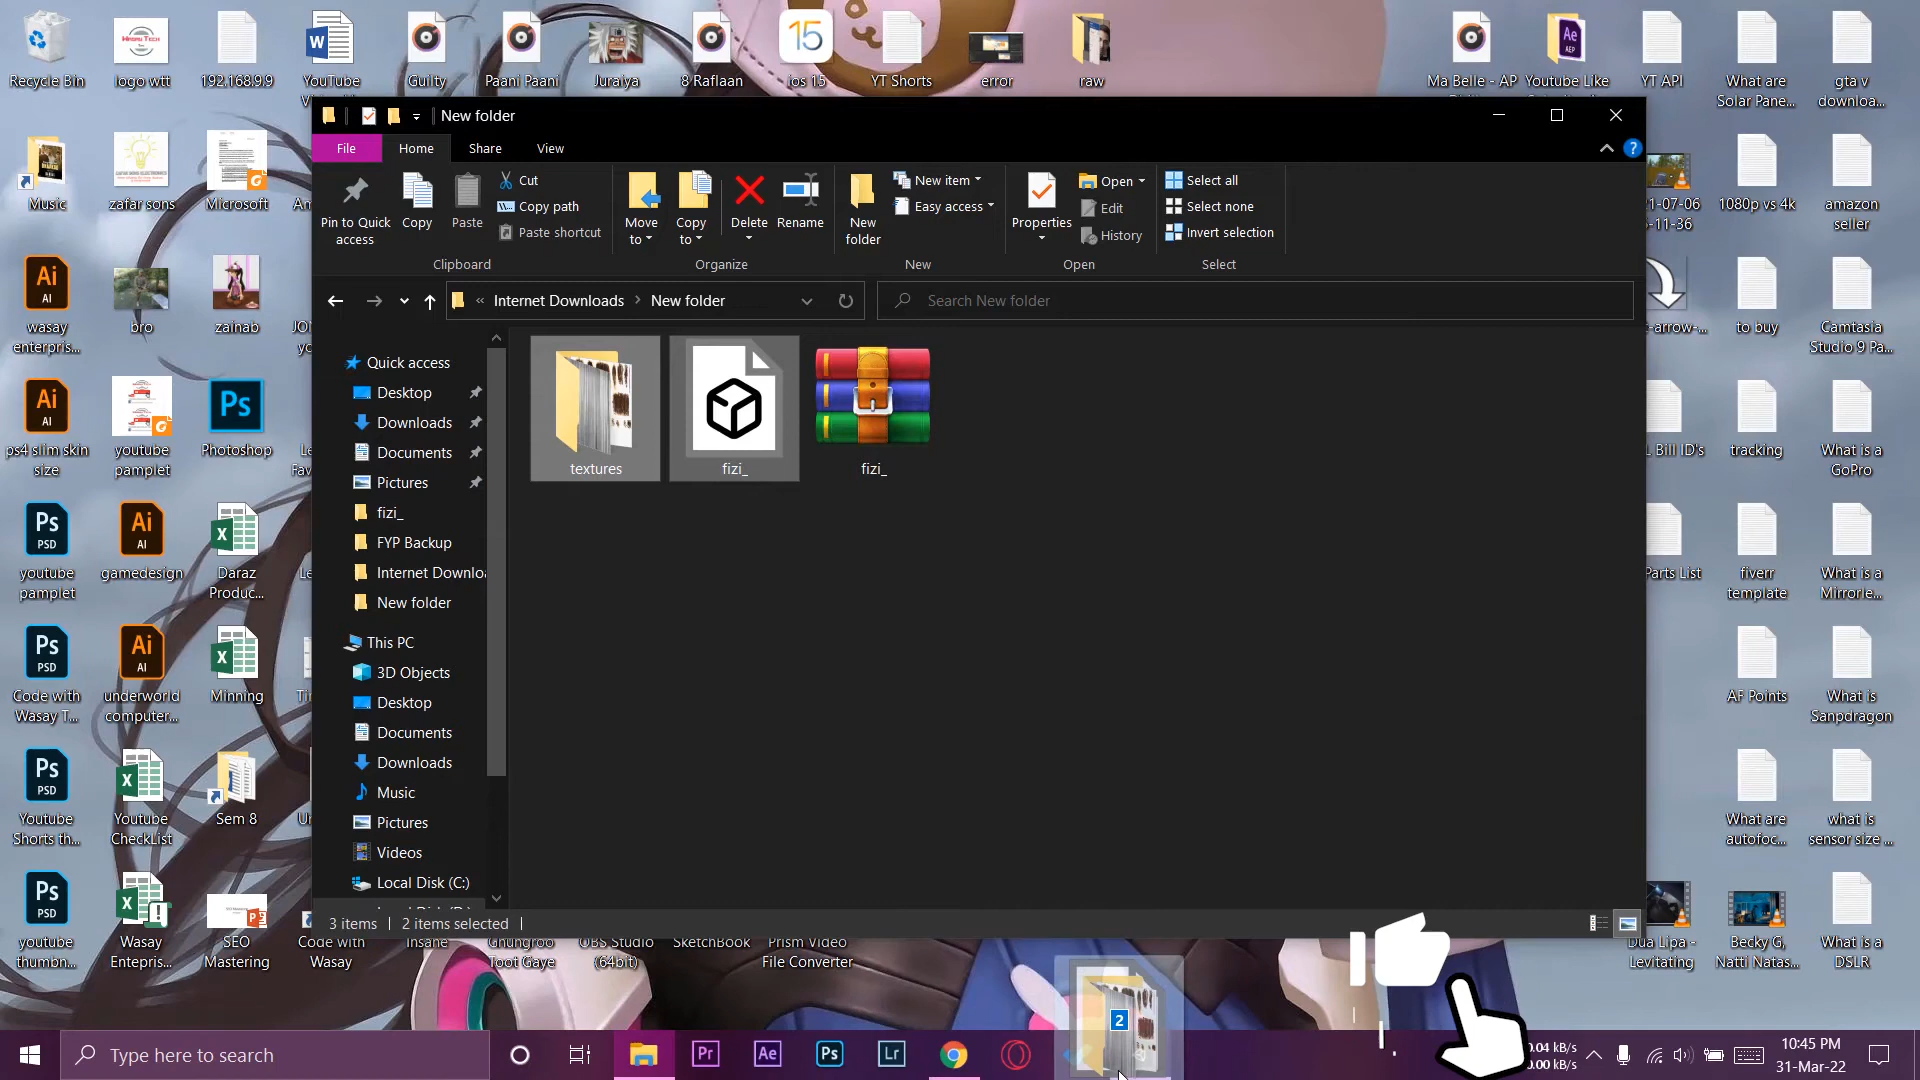 Recycle Bin
logo wtt
192.168.9.9
YouTube
Guilty
Paani Paani
Juraiya
8 Raflaan
ios 15
YT Shorts
error
raw
Ma Belle - AP
Youtube Like
YT API
What are
Solar Pane...
gta v
downloa...
New folder
File
Home
Share
View
Pin to Quick
access
Copy
Paste
Cut
Copy path
Paste shortcut
Clipboard
Move
to
Copy
to
Delete
Rename
Organize
New
folder
New item
Easy access
New
Properties
Open
Edit
History
Open
Select all
Select none
Invert selection
Select
« Internet Downloads > New folder
Search New folder
Quick access
Desktop
Downloads
Documents
Pictures
fizi_
FYP Backup
Internet Downlo
New folder
This PC
3D Objects
Desktop
Documents
Downloads
Music
Pictures
Videos
Local Disk (C:)
textures
fizi_
fizi_
3 items
2 items selected
Music
zafar sons
Microsoft
1080p vs 4k
amazon
seller
wasay
enterpris...
bro
zainab
to buy
Camtasia
Studio 9 Pa...
ps4 slim skin
size
youtube
pamplet
Photoshop
Bill ID's
tracking
What is a
GoPro
youtube
pamplet
gamedesign
Daraz
Produc...
Parts List
fiverr
template
What is a
Mirrorle...
Code with
Wasay T...
underworld
computer...
Minning
AF Points
What is
Sanpdragon
Youtube
Shorts th...
Youtube
CheckList
Sem 8
What are
autofoc...
what is
sensor size ...
youtube
thumbn...
Wasay
Entepris...
SEO
Mastering
Code with
Wasay
Insane
Ghungroo
Toot Gaye
OBS Studio
(64bit)
SketchBook
Prism Video
File Converter
Dua Lipa -
Levitating
Becky G,
Natti Natas...
What is a
DSLR
2
Type here to search
Pr
Ae
Ps
Lr
0.04 kB/s
0.00 kB/s
10:45 PM
31-Mar-22